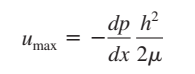 u_max = − dp/dx h²/2μ